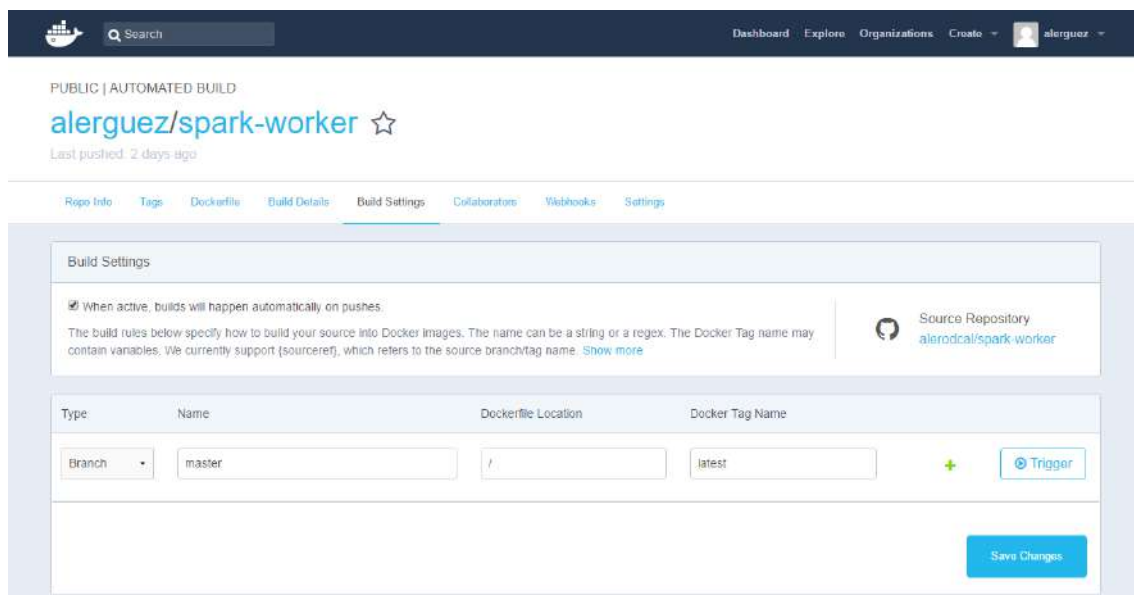 Search
Dashboard Explore Organizations Create alerguez
PUBLIC | AUTOMATED BUILD
alerguez/spark-worker
Last pushed: 2 days ago
Repo Info Tags Dockerfile Build Details Build Settings Collaborators Webhooks Settings
Build Settings
When active, builds will happen automatically on pushes.
The build rules below specify how to build your source into Docker images. The name can be a string or a regex. The Docker Tag name may
contain variables. We currently support {sourceref}, which refers to the source branch/tag name. Show more
Source Repository
alerodcal/spark-worker
Type Name Dockerfile Location Docker Tag Name
Branch master / latest Trigger
Save Changes